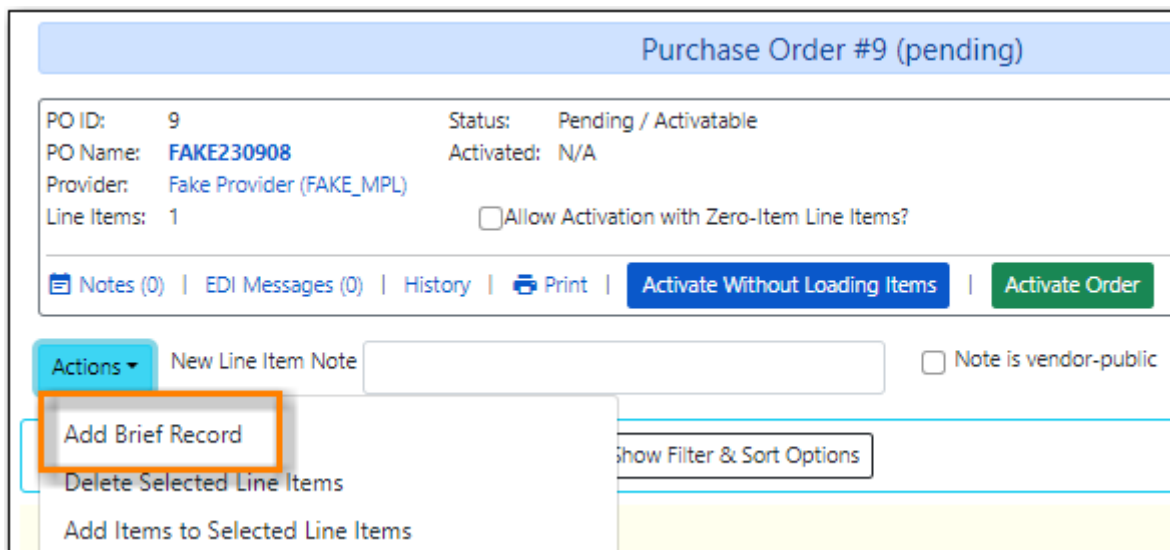 Purchase Order #9 (pending)
PO ID: 9 Status: Pending / Activatable
PO Name: FAKE230908 Activated: N/A
Provider: Fake Provider (FAKE_MPL)
Line Items: 1 Allow Activation with Zero-Item Line Items?
Notes (0) | EDI Messages (0) | History | Print | Activate Without Loading Items | Activate Order
Actions New Line Item Note Note is vendor-public
Add Brief Record
Show Filter & Sort Options
Delete Selected Line Items
Add Items to Selected Line Items